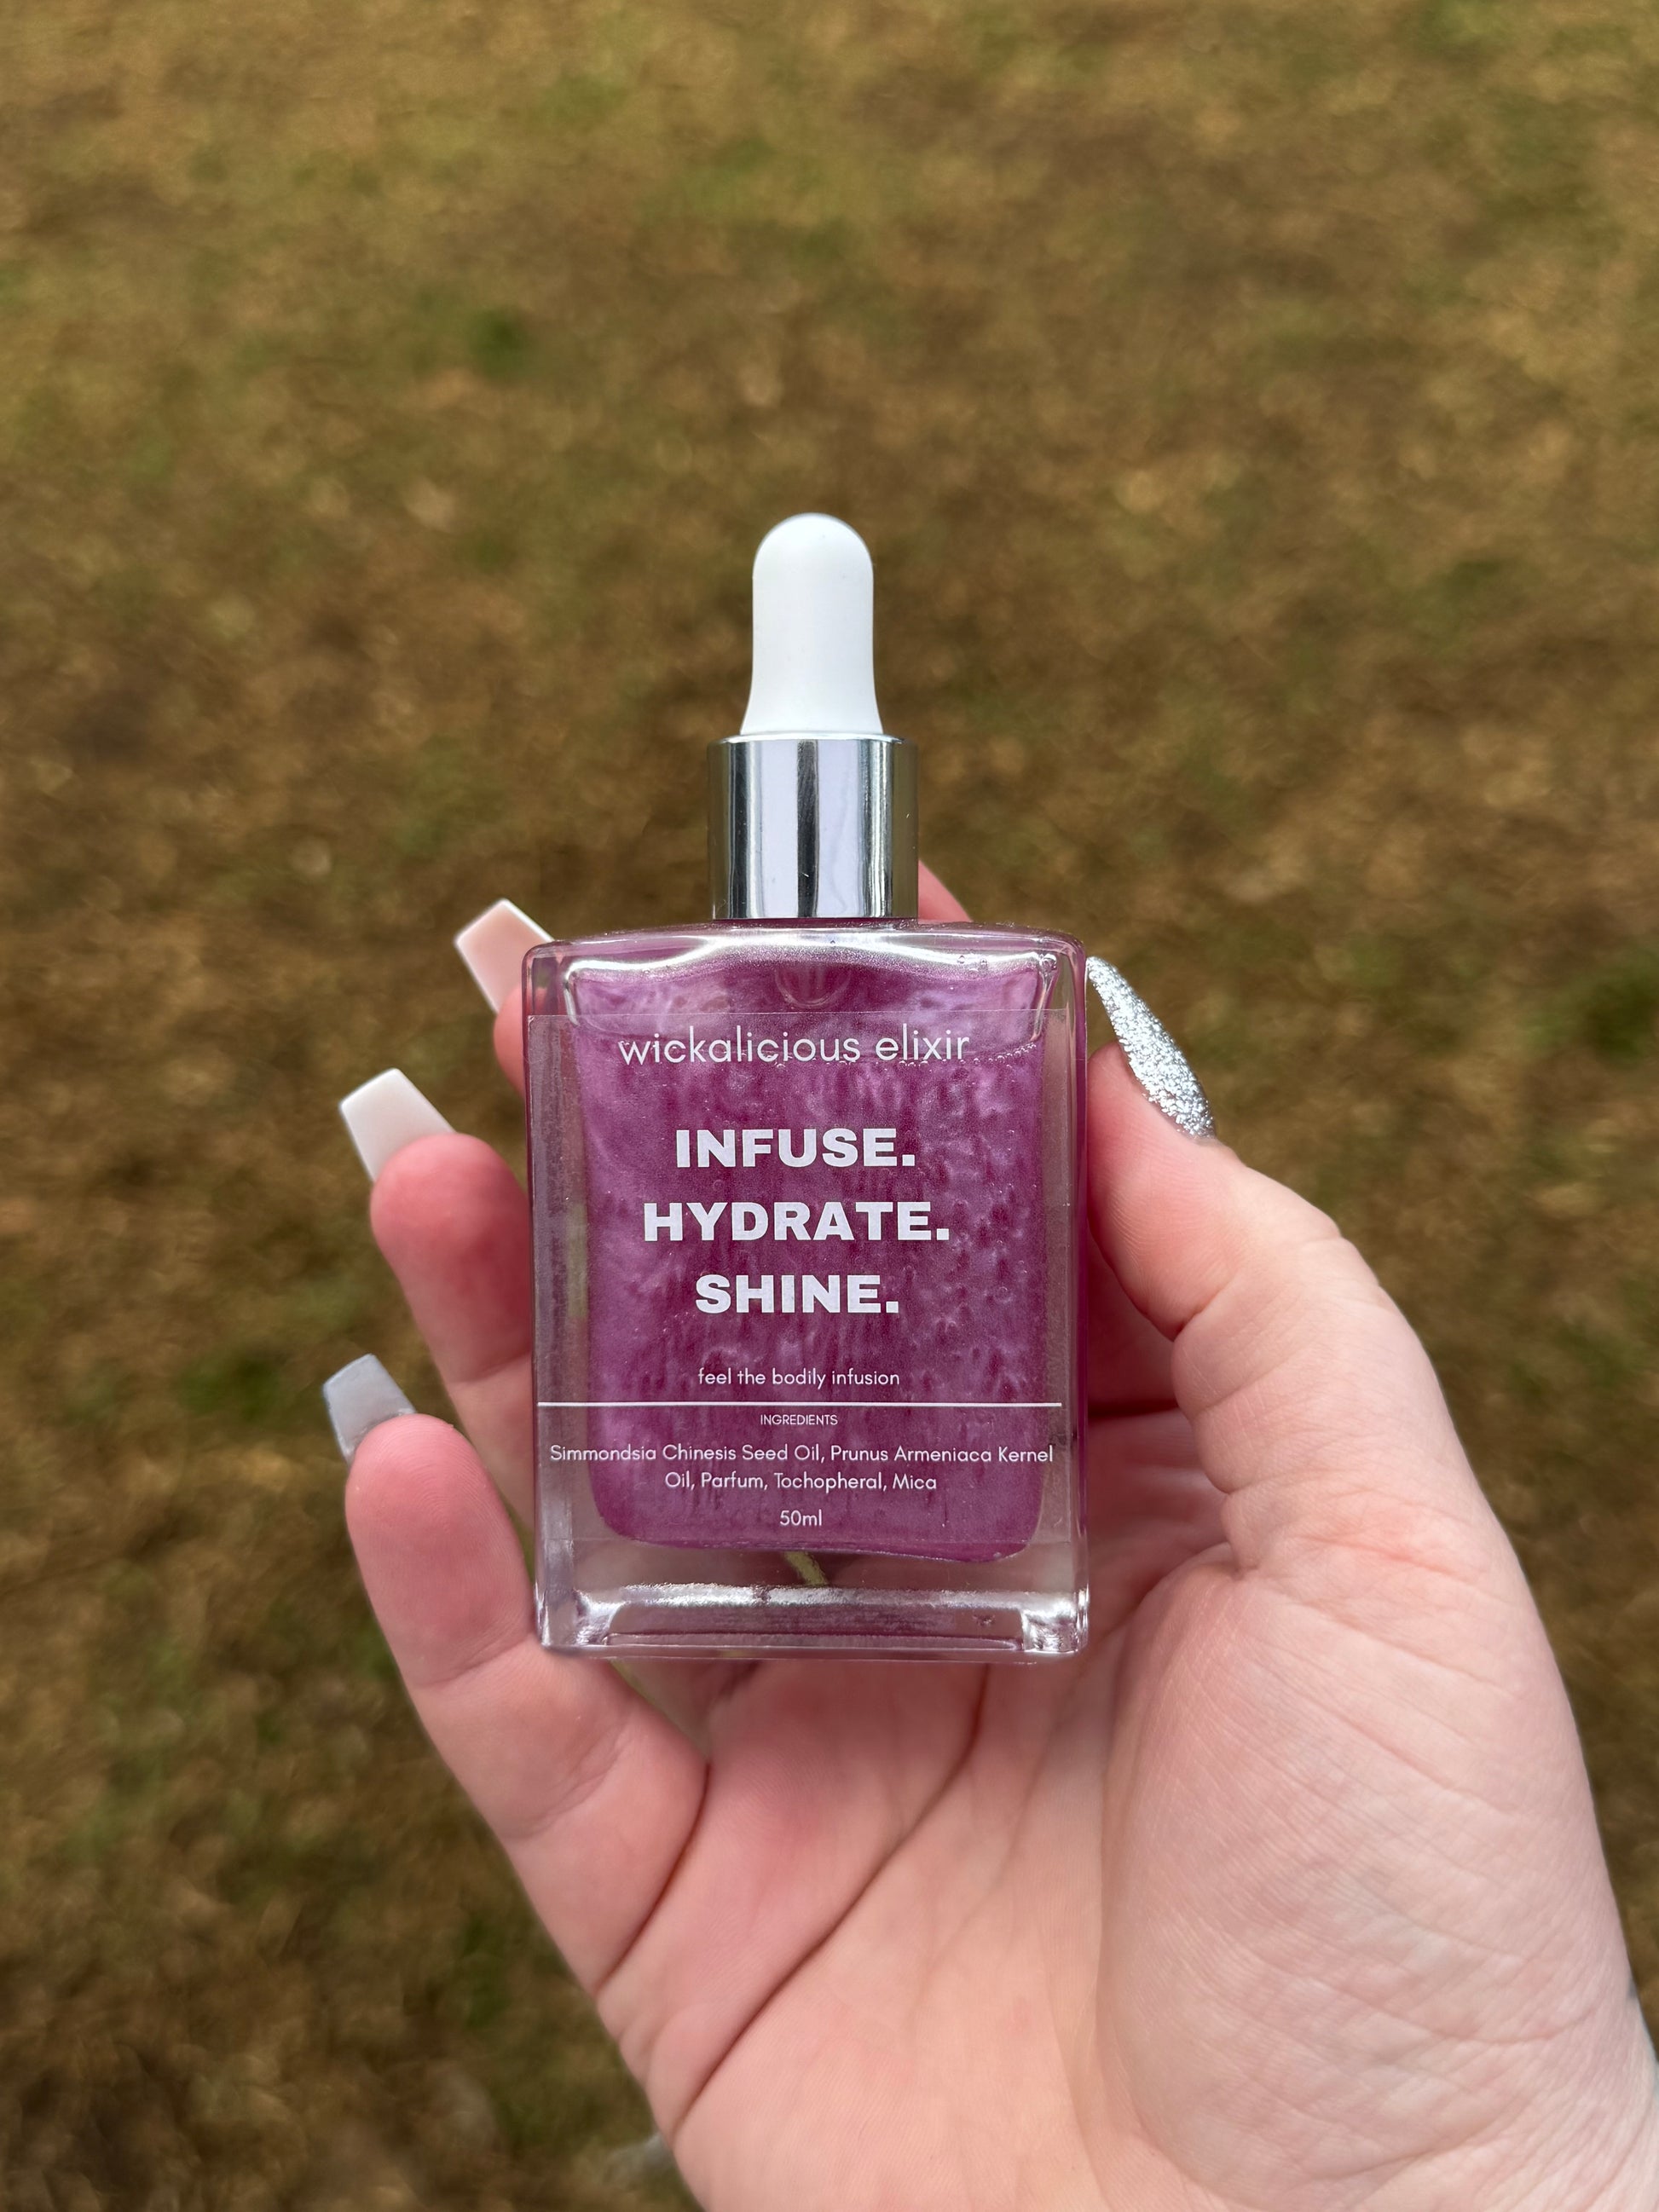 wickalicious elixir
INFUSE.
HYDRATE.
SHINE.
feel the bodily infusion
INGREDIENTS
Simmondsia Chinesis Seed Oil, Prunus Armeniaca Kernel
Oil, Parfum, Tochopheral, Mica
50ml